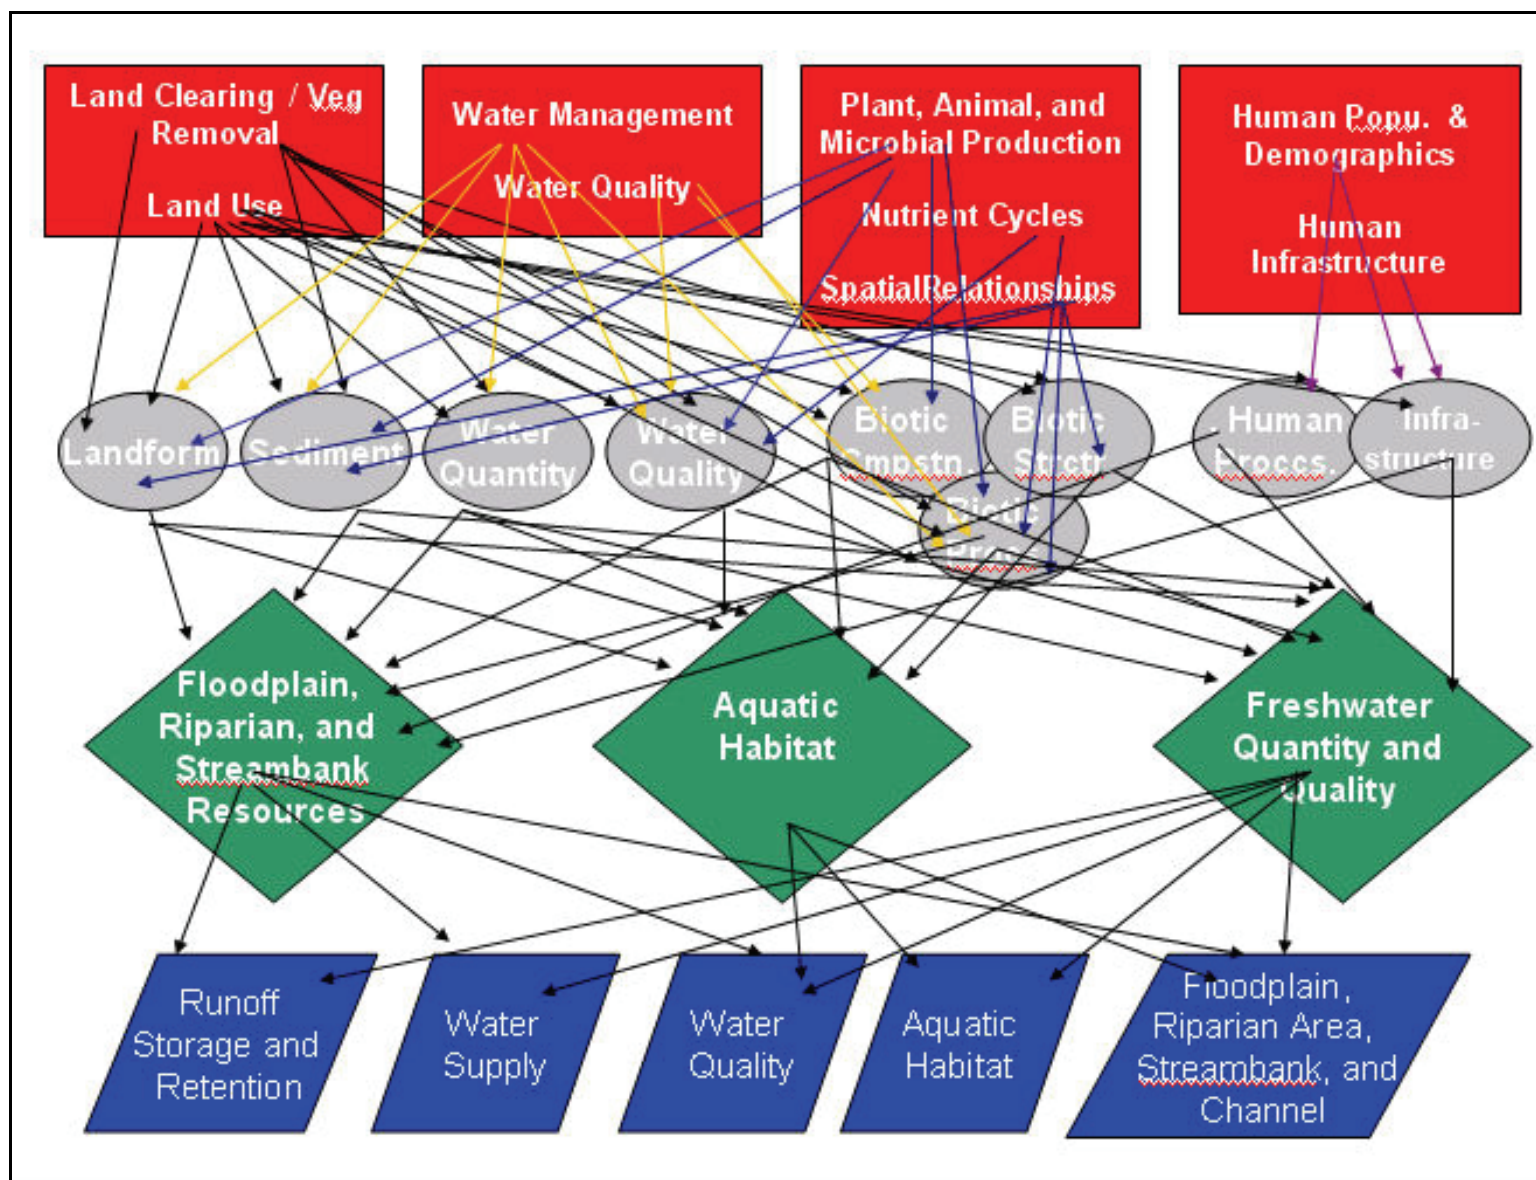 Land Clearing / Veg
Removal
Land Use
Water Management
Water Quality
Plant, Animal, and
Microbial Production
Nutrient Cycles
SpatialRelationships
Human Popu. &
Demographics
Human
Infrastructure
Landform
Sediment
Water
Quantity
Water
Quality
Biotic
Cmpstn.
Biotic
Strctr
. Human
Proccs.
Infra-
structure
Biotic
Procs
Floodplain,
Riparian, and
Streambank
Resources
Aquatic
Habitat
Freshwater
Quantity and
Quality
Runoff
Storage and
Retention
Water
Supply
Water
Quality
Aquatic
Habitat
Floodplain,
Riparian Area,
Streambank, and
Channel